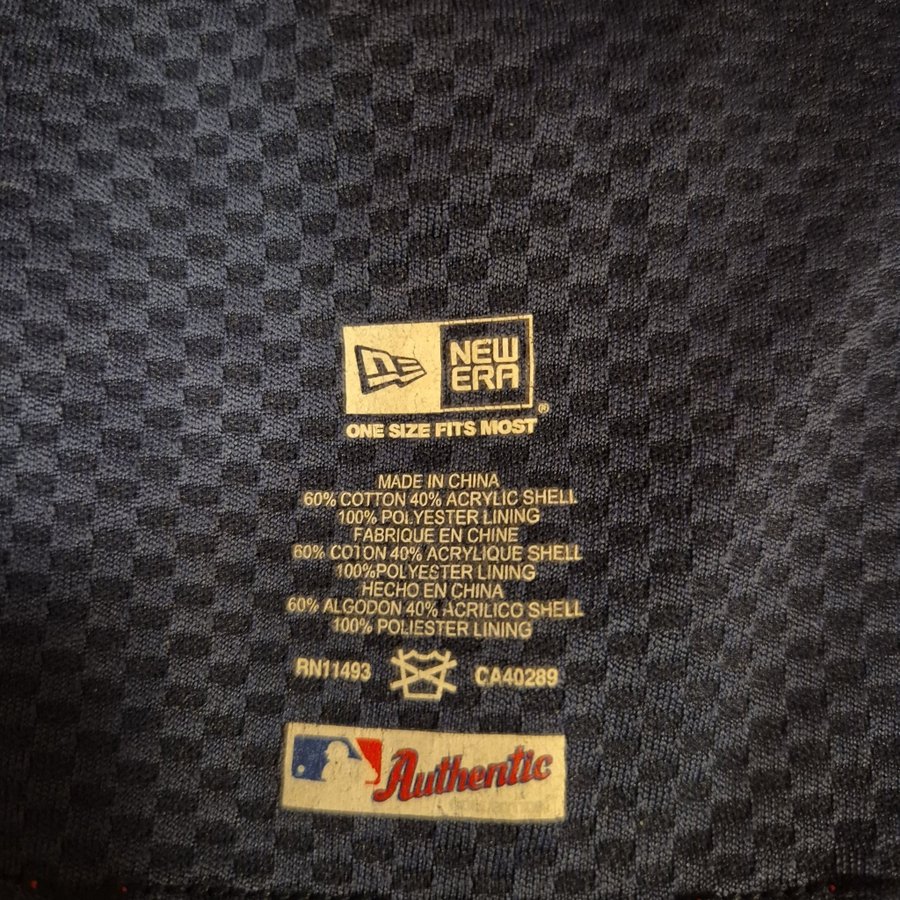 NE
NEW
ERA
®
ONE SIZE FITS MOST
MADE IN CHINA
60% COTTON 40% ACRYLIC SHELL
100% POLYESTER LINING
FABRIQUE EN CHINE
60% COTON 40% ACRYLIQUE SHELL
100%POLYESTER LINING
HECHO EN CHINA
60% ALGODON 40% ACRILICO SHELL
100% POLIESTER LINING
RN11493 CA40289
Authentic